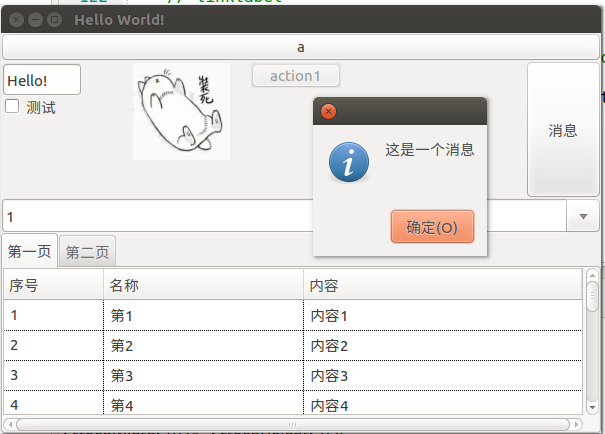 122 // linklabel
Hello World!
a
Hello!
测试
装死
action1
消息
这是一个消息
确定(O)
1
第一页 第二页
序号 名称 内容
1 第1 内容1
2 第2 内容2
3 第3 内容3
4 第4 内容4